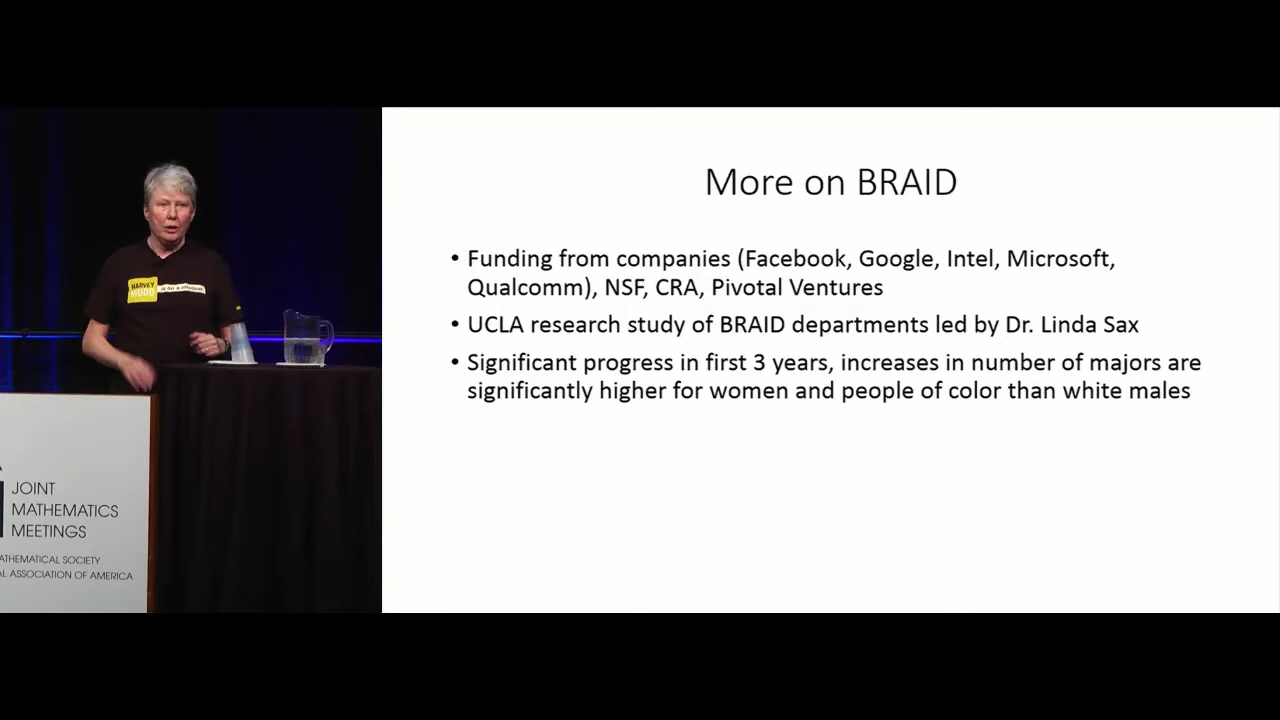 More on BRAID
• Funding from companies (Facebook, Google, Intel, Microsoft,
Qualcomm), NSF, CRA, Pivotal Ventures
• UCLA research study of BRAID departments led by Dr. Linda Sax
• Significant progress in first 3 years, increases in number of majors are
significantly higher for women and people of color than white males
HARVEY
MUDD
JOINT
MATHEMATICS
MEETINGS
ATHEMATICAL SOCIETY
AL ASSOCIATION OF AMERICA